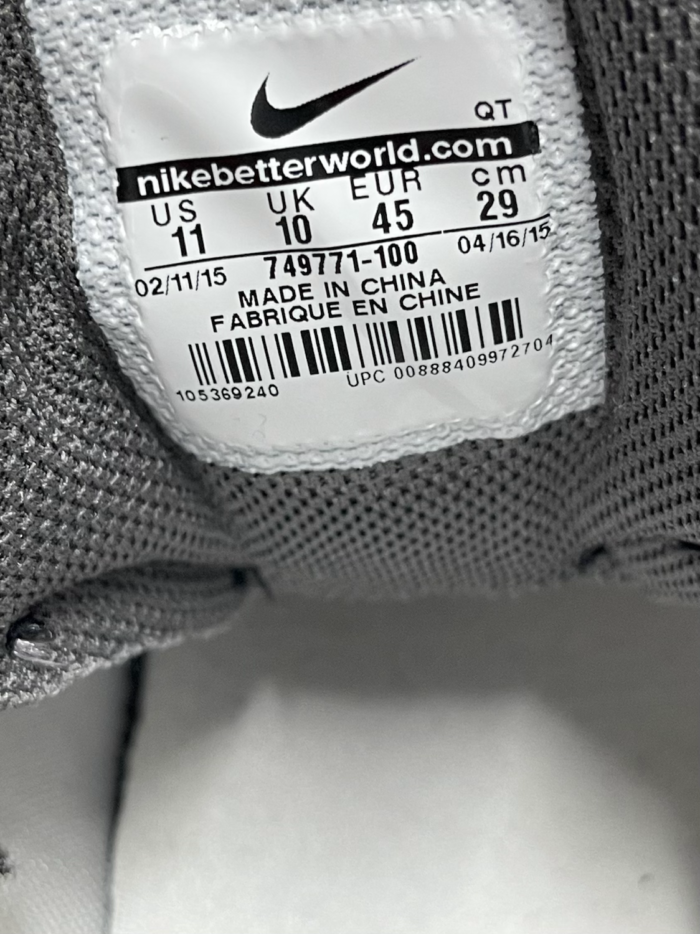 QT
nikebetterworld.com
US UK EUR cm
11 10 45 29
02/11/15 749771-100 04/16/15
MADE IN CHINA
FABRIQUE EN CHINE
105369240 UPC 00888409972704